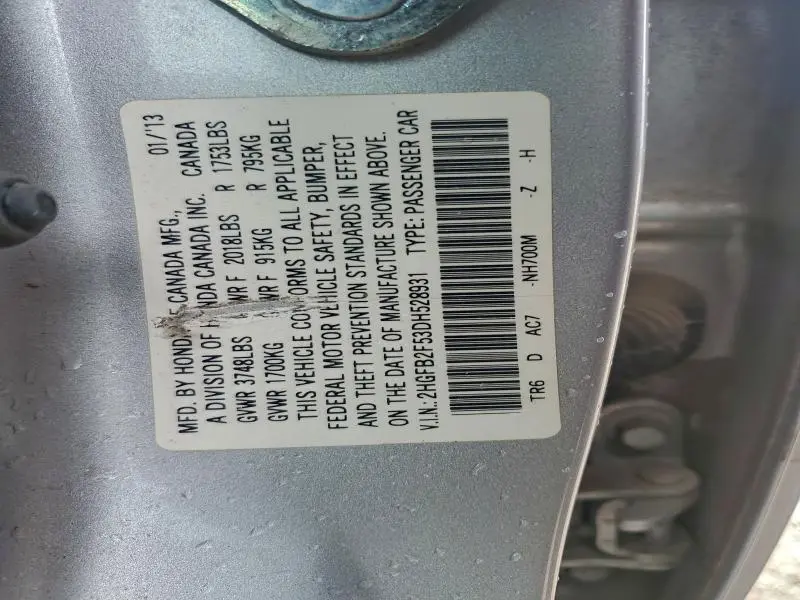 MFD. BY HONDA OF CANADA MFG., 01/'13
A DIVISION OF HONDA CANADA INC. CANADA
GVWR 3748LBS GAWR F 2018LBS R 1753LBS
GVWR 1700KG GAWR F 915KG R 795KG
THIS VEHICLE CONFORMS TO ALL APPLICABLE
FEDERAL MOTOR VEHICLE SAFETY, BUMPER,
AND THEFT PREVENTION STANDARDS IN EFFECT
ON THE DATE OF MANUFACTURE SHOWN ABOVE.
V.I.N.: 2HGFB2F53DH528931 TYPE: PASSENGER CAR
TR6 D AC7 -NH700M -Z -H